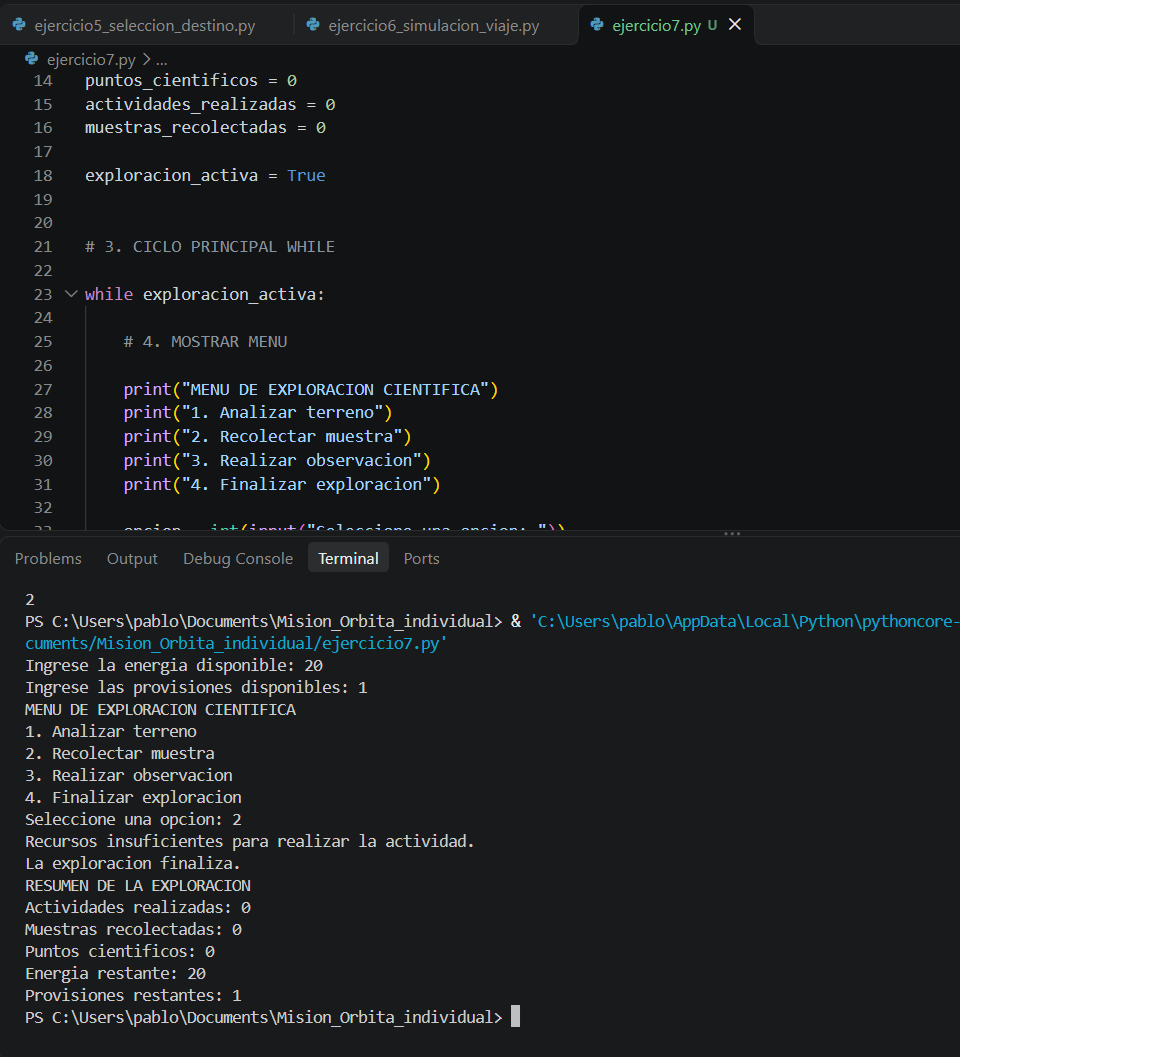 ejercicio5_seleccion_destino.py ejercicio6_simulacion_viaje.py ejercicio7.py U
ejercicio7.py > ...
14 puntos_cientificos = 0
15 actividades_realizadas = 0
16 muestras_recolectadas = 0
17
18 exploracion_activa = True
19
20
21 # 3. CICLO PRINCIPAL WHILE
22
23 while exploracion_activa:
24
25 # 4. MOSTRAR MENU
26
27 print("MENU DE EXPLORACION CIENTIFICA")
28 print("1. Analizar terreno")
29 print("2. Recolectar muestra")
30 print("3. Realizar observacion")
31 print("4. Finalizar exploracion")
32
33 opcion = int(input("Seleccione una opcion: "))
Problems Output Debug Console Terminal Ports
2
PS C:\Users\pablo\Documents\Mision_Orbita_individual> & 'C:\Users\pablo\AppData\Local\Python\pythoncore-
cuments/Mision_Orbita_individual/ejercicio7.py'
Ingrese la energia disponible: 20
Ingrese las provisiones disponibles: 1
MENU DE EXPLORACION CIENTIFICA
1. Analizar terreno
2. Recolectar muestra
3. Realizar observacion
4. Finalizar exploracion
Seleccione una opcion: 2
Recursos insuficientes para realizar la actividad.
La exploracion finaliza.
RESUMEN DE LA EXPLORACION
Actividades realizadas: 0
Muestras recolectadas: 0
Puntos cientificos: 0
Energia restante: 20
Provisiones restantes: 1
PS C:\Users\pablo\Documents\Mision_Orbita_individual>